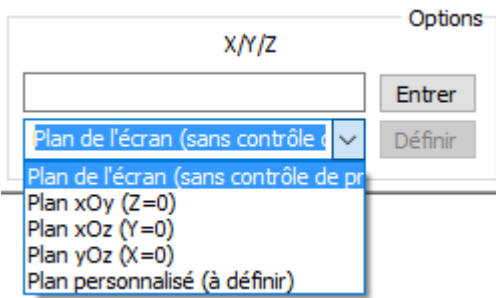 Options
X/Y/Z
Entrer
Plan de l'écran (sans contrôle Définir
Plan de l'écran (sans contrôle de pr
Plan xOy (Z=0)
Plan xOz (Y=0)
Plan yOz (X=0)
Plan personnalisé (à définir)